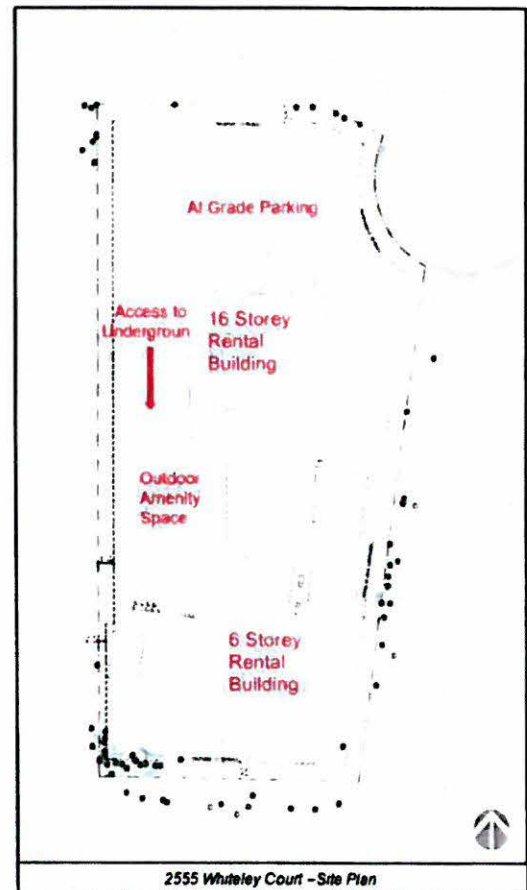 At Grade Parking
Access to
Undergroun
16 Storey
Rental
Building
Outdoor
Amenity
Space
6 Storey
Rental
Building
2555 Whiteley Court - Site Plan